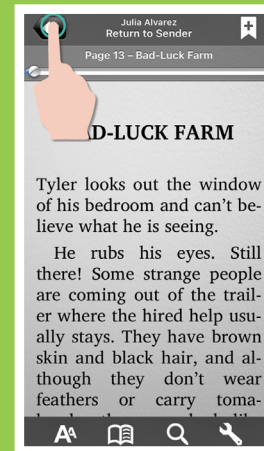 Julia Alvarez
Return to Sender
Page 13 – Bad-Luck Farm
D-LUCK FARM
Tyler looks out the window
of his bedroom and can't be-
lieve what he is seeing.
He rubs his eyes. Still
there! Some strange people
are coming out of the trail-
er where the hired help usu-
ally stays. They have brown
skin and black hair, and al-
though they don't wear
feathers or carry toma-
AA